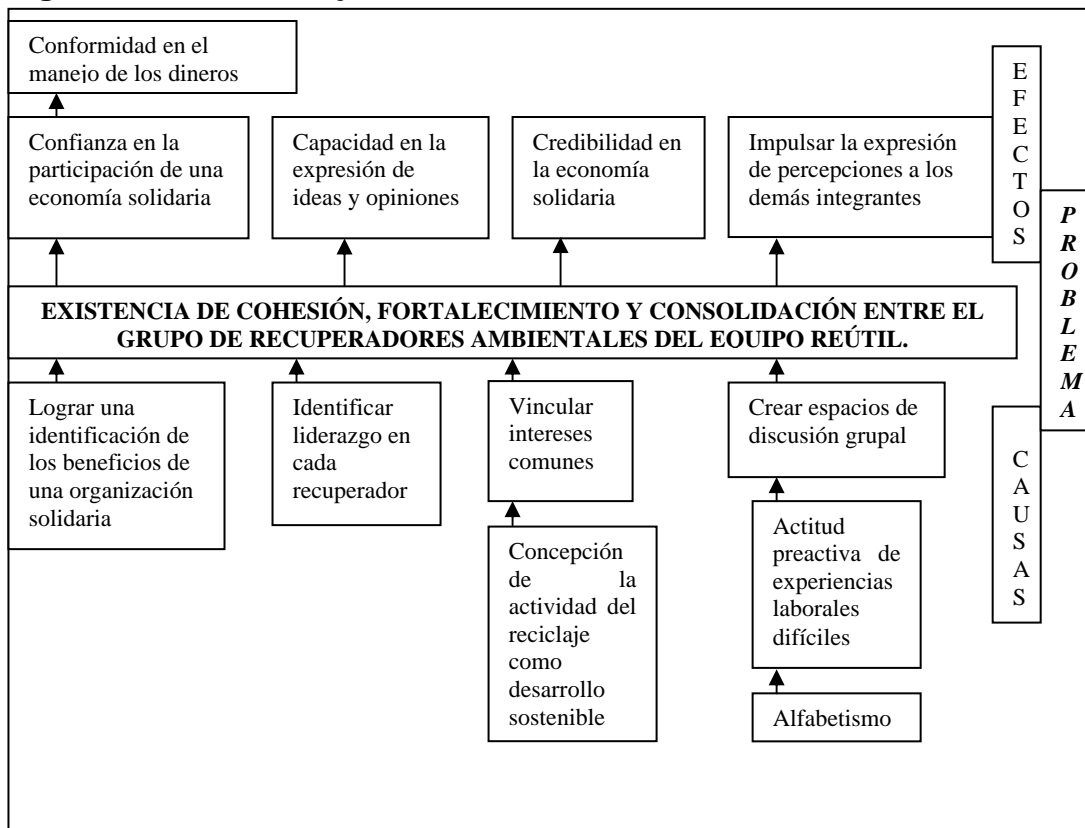 Conformidad en el
manejo de los dineros
Confianza en la
participación de una
economía solidaria
Capacidad en la
expresión de
ideas y opiniones
Credibilidad en
la economía
solidaria
Impulsar la expresión
de percepciones a los
demás integrantes
EFECTOS
PROBLEMA
EXISTENCIA DE COHESIÓN, FORTALECIMIENTO Y CONSOLIDACIÓN ENTRE EL
GRUPO DE RECUPERADORES AMBIENTALES DEL EQUIPO REÚTIL.
Lograr una
identificación de
los beneficios de
una organización
solidaria
Identificar
liderazgo en
cada
recuperador
Vincular
intereses
comunes
Crear espacios de
discusión grupal
CAUSAS
Concepción
de la
actividad del
reciclaje
como
desarrollo
sostenible
Actitud
preactiva de
experiencias
laborales
difíciles
Alfabetismo